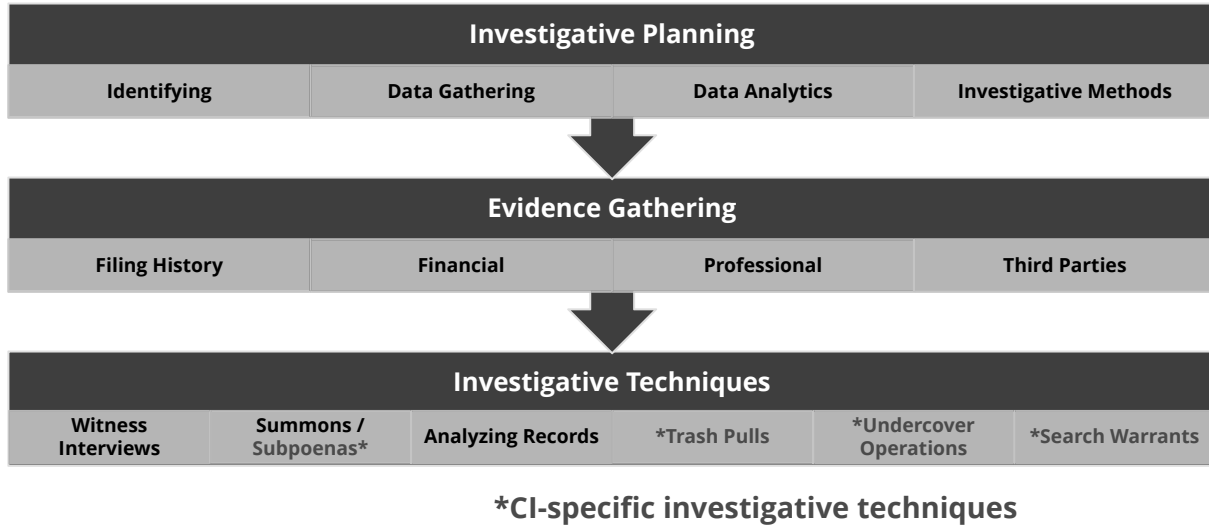 Investigative Planning
Identifying
Data Gathering
Data Analytics
Investigative Methods
Evidence Gathering
Filing History
Financial
Professional
Third Parties
Investigative Techniques
Witness
Interviews
Summons /
Subpoenas*
Analyzing Records
*Trash Pulls
*Undercover
Operations
*Search Warrants
*CI-specific investigative techniques